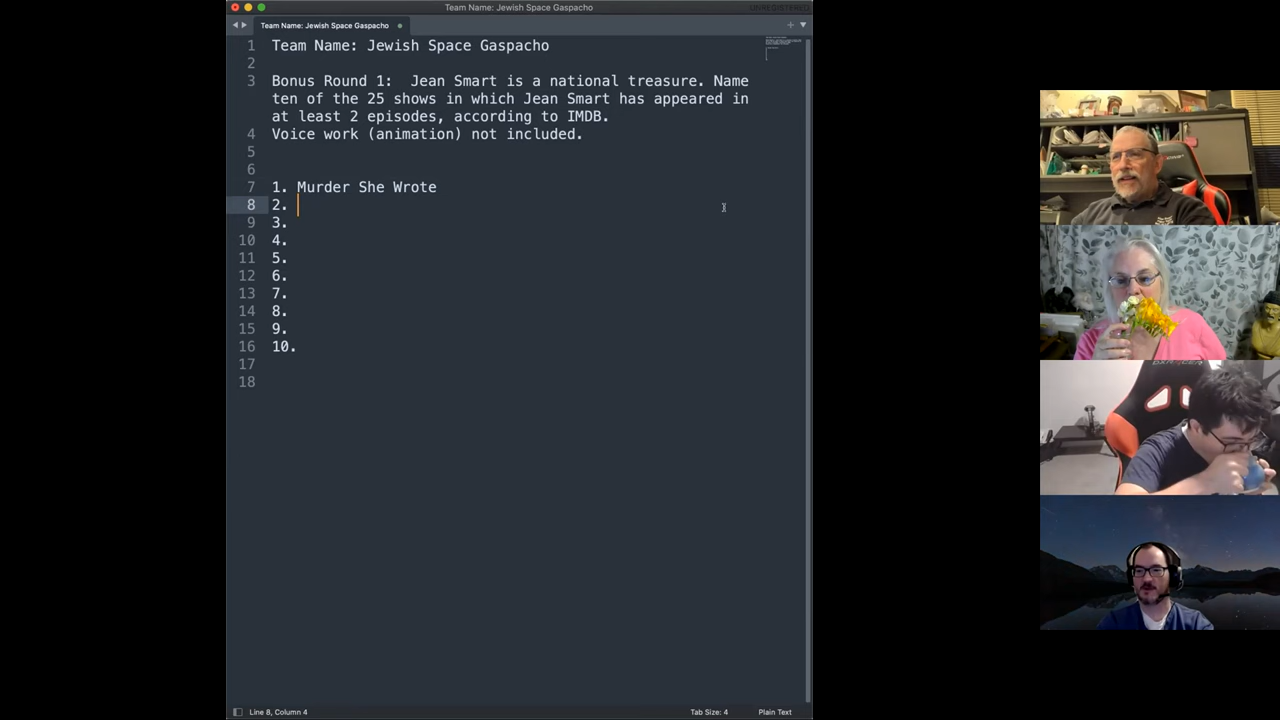 Team Name: Jewish Space Gaspacho
UNREGISTERED
Team Name: Jewish Space Gaspacho
1 Team Name: Jewish Space Gaspacho
2
3 Bonus Round 1:  Jean Smart is a national treasure. Name
ten of the 25 shows in which Jean Smart has appeared in
at least 2 episodes, according to IMDB.
4 Voice work (animation) not included.
5
6
7 1. Murder She Wrote
8 2.
9 3.
10 4.
11 5.
12 6.
13 7.
14 8.
15 9.
16 10.
17
18
Line 8, Column 4
Tab Size: 4
Plain Text